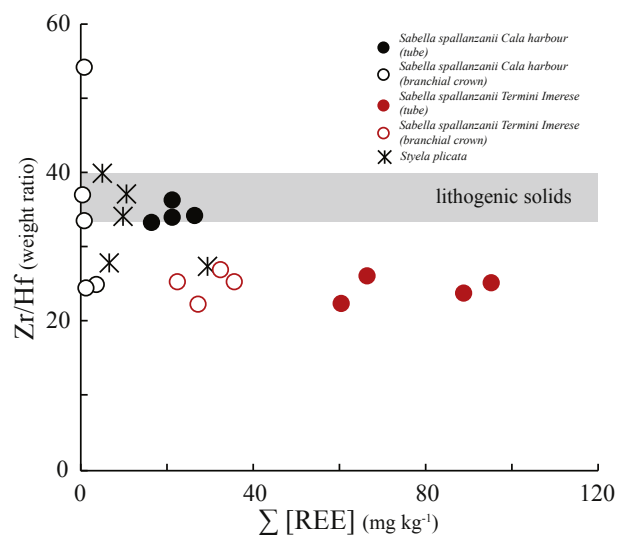 60
40
20
0
Zr/Hf (weight ratio)
Sabella spallanzanii Cala harbour
(tube)
Sabella spallanzanii Cala harbour
(branchial crown)
Sabella spallanzanii Termini Imerese
(tube)
Sabella spallanzanii Termini Imerese
(branchial crown)
Styela plicata
lithogenic solids
0 40 80 120
∑ [REE] (mg kg⁻¹)